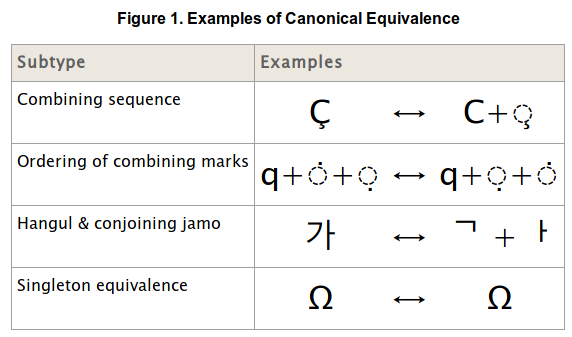 Figure 1. Examples of Canonical Equivalence
Subtype Examples
Combining sequence Ç ↔ C+◌̧
Ordering of combining marks q+◌̇+◌̣ ↔ q+◌̣+◌̇
Hangul & conjoining jamo 가 ↔ ᄀ + ᅡ
Singleton equivalence Ω ↔ Ω